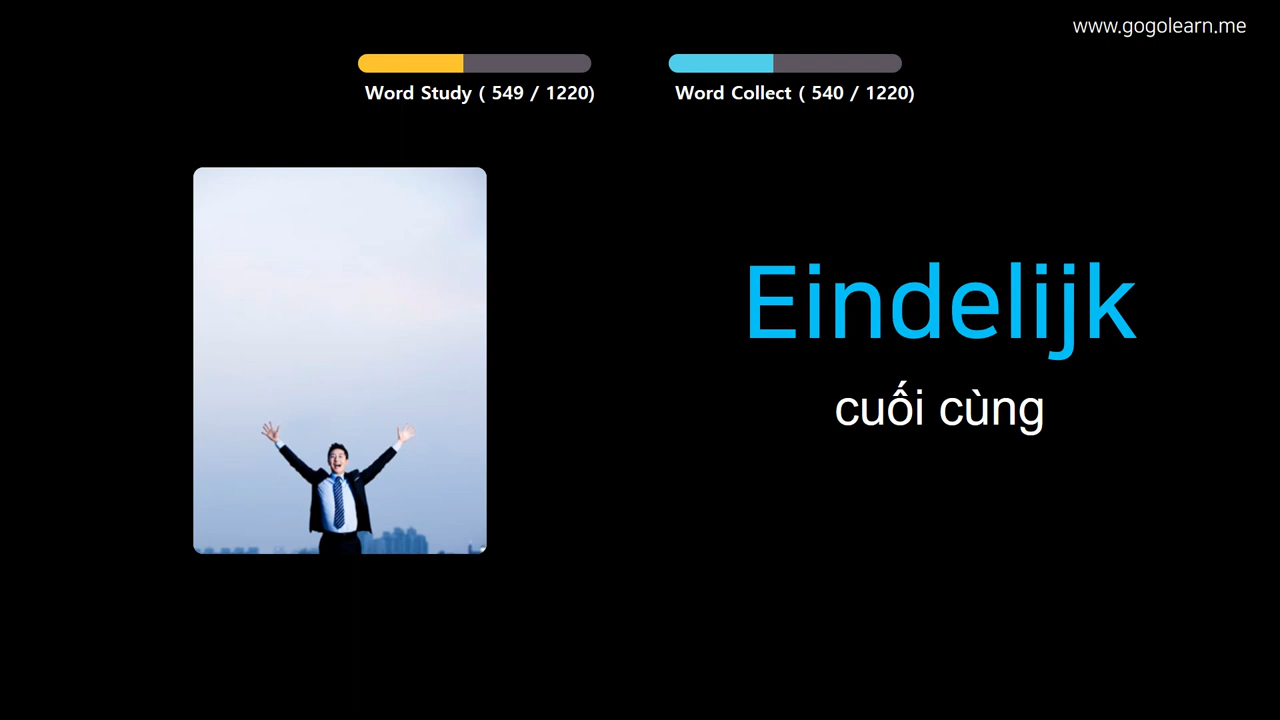 www.gogolearn.me
Word Study ( 549 / 1220)
Word Collect ( 540 / 1220)
Eindelijk
cuối cùng